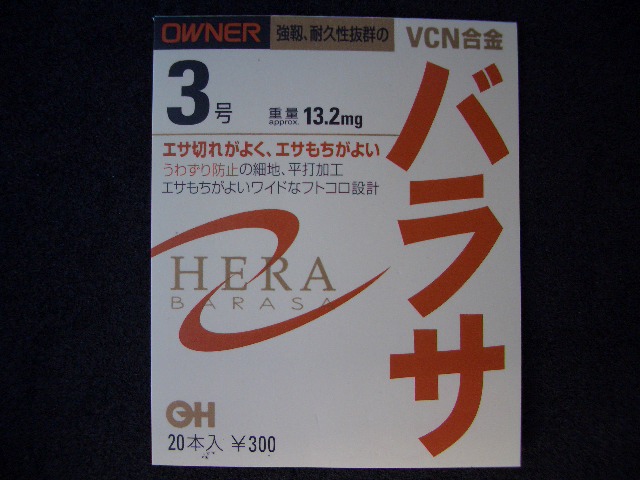 OWNER 強靱、耐久性抜群の VCN合金
バラサ
3号 重量 approx. 13.2mg
エサ切れがよく、エサもちがよい
うわずり防止の細地、平打加工
エサもちがよいワイドなフトコロ設計
HERA
BARASA
OH
20本入 ¥300